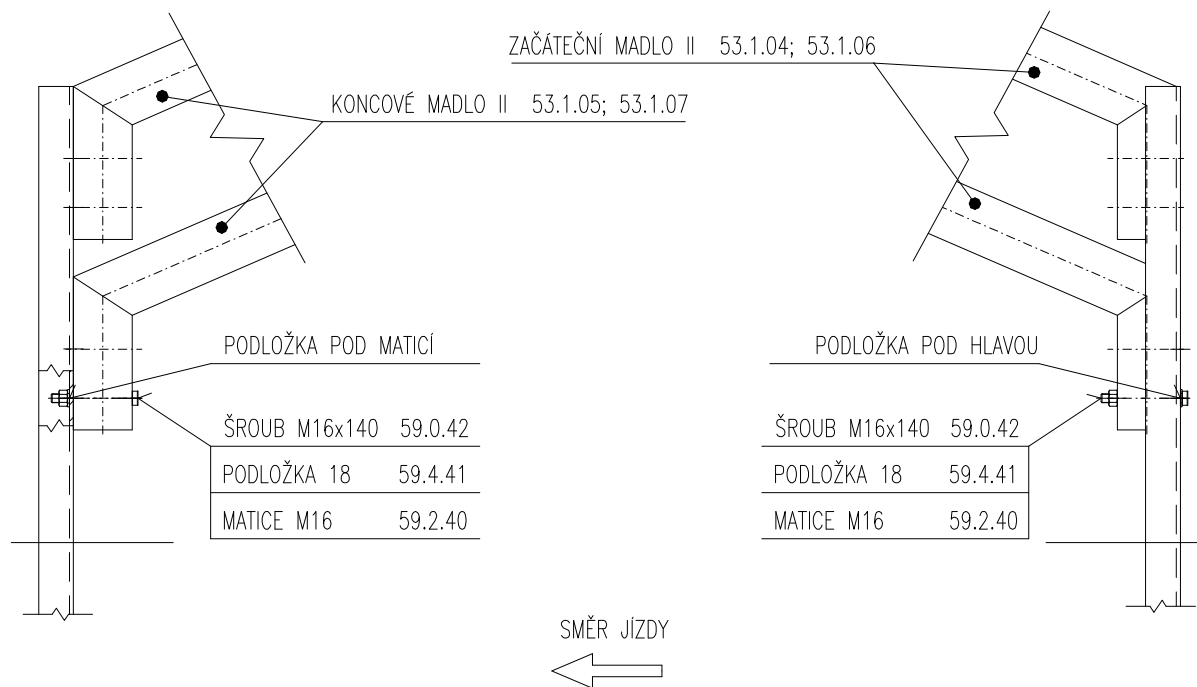 ZAČÁTEČNÍ MADLO II 53.1.04; 53.1.06
KONCOVÉ MADLO II 53.1.05; 53.1.07
PODLOŽKA POD MATICÍ
PODLOŽKA POD HLAVOU
ŠROUB M16x140 59.0.42
PODLOŽKA 18 59.4.41
MATICE M16 59.2.40
ŠROUB M16x140 59.0.42
PODLOŽKA 18 59.4.41
MATICE M16 59.2.40
SMĚR JÍZDY